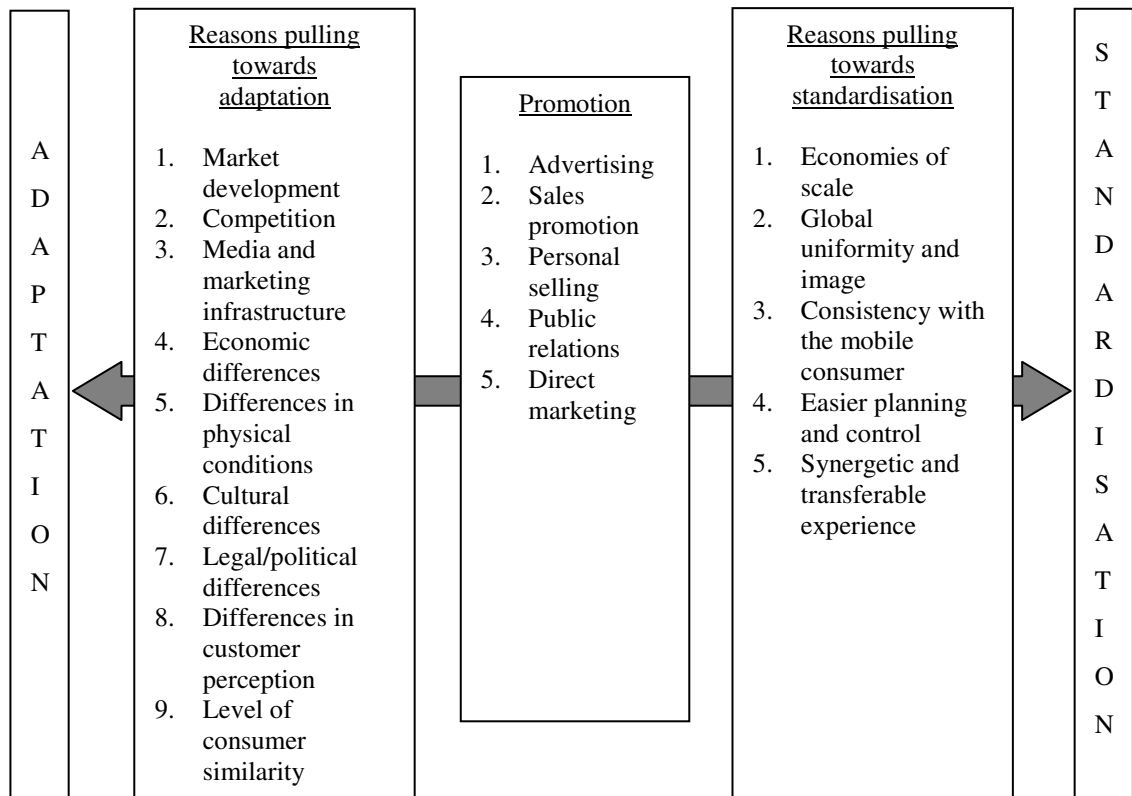 A
D
A
P
T
A
T
I
O
N
Reasons pulling
towards
adaptation
1. Market
development
2. Competition
3. Media and
marketing
infrastructure
4. Economic
differences
5. Differences in
physical
conditions
6. Cultural
differences
7. Legal/political
differences
8. Differences in
customer
perception
9. Level of
consumer
similarity
Promotion
1. Advertising
2. Sales
promotion
3. Personal
selling
4. Public
relations
5. Direct
marketing
Reasons pulling
towards
standardisation
1. Economies of
scale
2. Global
uniformity and
image
3. Consistency with
the mobile
consumer
4. Easier planning
and control
5. Synergetic and
transferable
experience
S
T
A
N
D
A
R
D
I
S
A
T
I
O
N